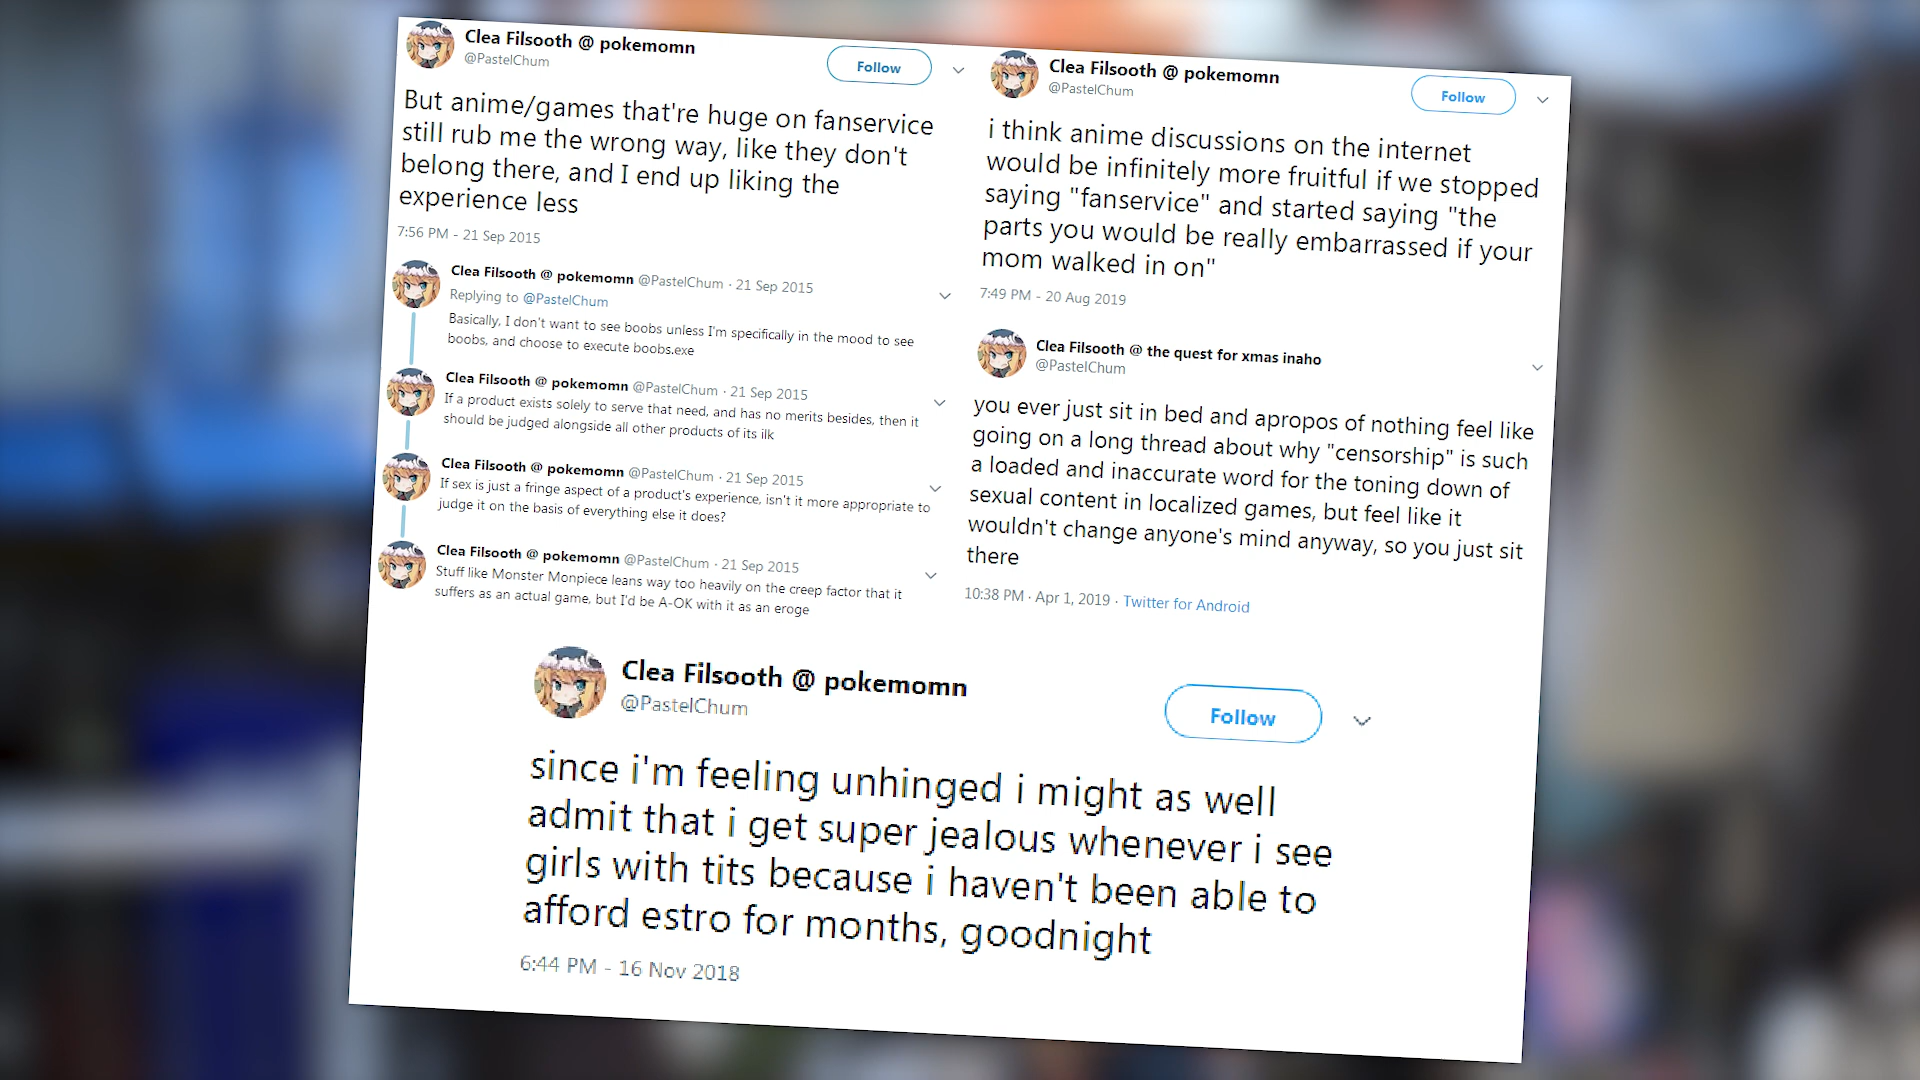 Clea Filsooth @ pokemomn
@PastelChum
Follow
But anime/games that're huge on fanservice
still rub me the wrong way, like they don't
belong there, and I end up liking the
experience less
7:56 PM - 21 Sep 2015
Clea Filsooth @ pokemomn @PastelChum · 21 Sep 2015
Replying to @PastelChum
Basically, I don't want to see boobs unless I'm specifically in the mood to see
boobs, and choose to execute boobs.exe
Clea Filsooth @ pokemomn @PastelChum · 21 Sep 2015
If a product exists solely to serve that need, and has no merits besides, then it
should be judged alongside all other products of its ilk
Clea Filsooth @ pokemomn @PastelChum · 21 Sep 2015
If sex is just a fringe aspect of a product's experience, isn't it more appropriate to
judge it on the basis of everything else it does?
Clea Filsooth @ pokemomn @PastelChum · 21 Sep 2015
Stuff like Monster Monpiece leans way too heavily on the creep factor that it
suffers as an actual game, but I'd be A-OK with it as an eroge
Clea Filsooth @ pokemomn
@PastelChum
Follow
i think anime discussions on the internet
would be infinitely more fruitful if we stopped
saying "fanservice" and started saying "the
parts you would be really embarrassed if your
mom walked in on"
7:49 PM - 20 Aug 2019
Clea Filsooth @ the quest for xmas inaho
@PastelChum
you ever just sit in bed and apropos of nothing feel like
going on a long thread about why "censorship" is such
a loaded and inaccurate word for the toning down of
sexual content in localized games, but feel like it
wouldn't change anyone's mind anyway, so you just sit
there
10:38 PM · Apr 1, 2019 · Twitter for Android
Clea Filsooth @ pokemomn
@PastelChum
Follow
since i'm feeling unhinged i might as well
admit that i get super jealous whenever i see
girls with tits because i haven't been able to
afford estro for months, goodnight
6:44 PM - 16 Nov 2018